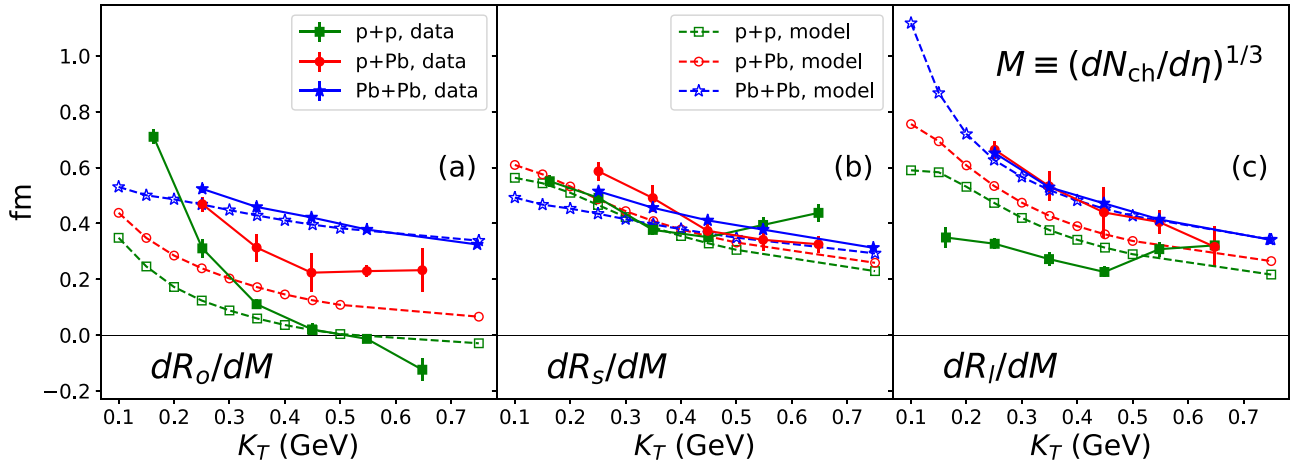 p+p, data
p+Pb, data
Pb+Pb, data
p+p, model
p+Pb, model
Pb+Pb, model
M ≡ (dN_ch/dη)^{1/3}
(a)
(b)
(c)
fm
1.0
0.8
0.6
0.4
0.2
0.0
−0.2
dR_o/dM
dR_s/dM
dR_l/dM
0.1 0.2 0.3 0.4 0.5 0.6 0.7
0.1 0.2 0.3 0.4 0.5 0.6 0.7
0.1 0.2 0.3 0.4 0.5 0.6 0.7
K_T (GeV)
K_T (GeV)
K_T (GeV)